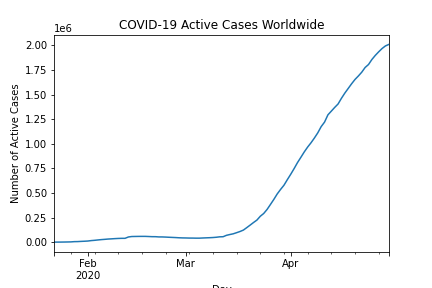 COVID-19 Active Cases Worldwide
1e6
2.00
1.75
1.50
1.25
1.00
0.75
0.50
0.25
0.00
Number of Active Cases
Feb
2020
Mar
Apr